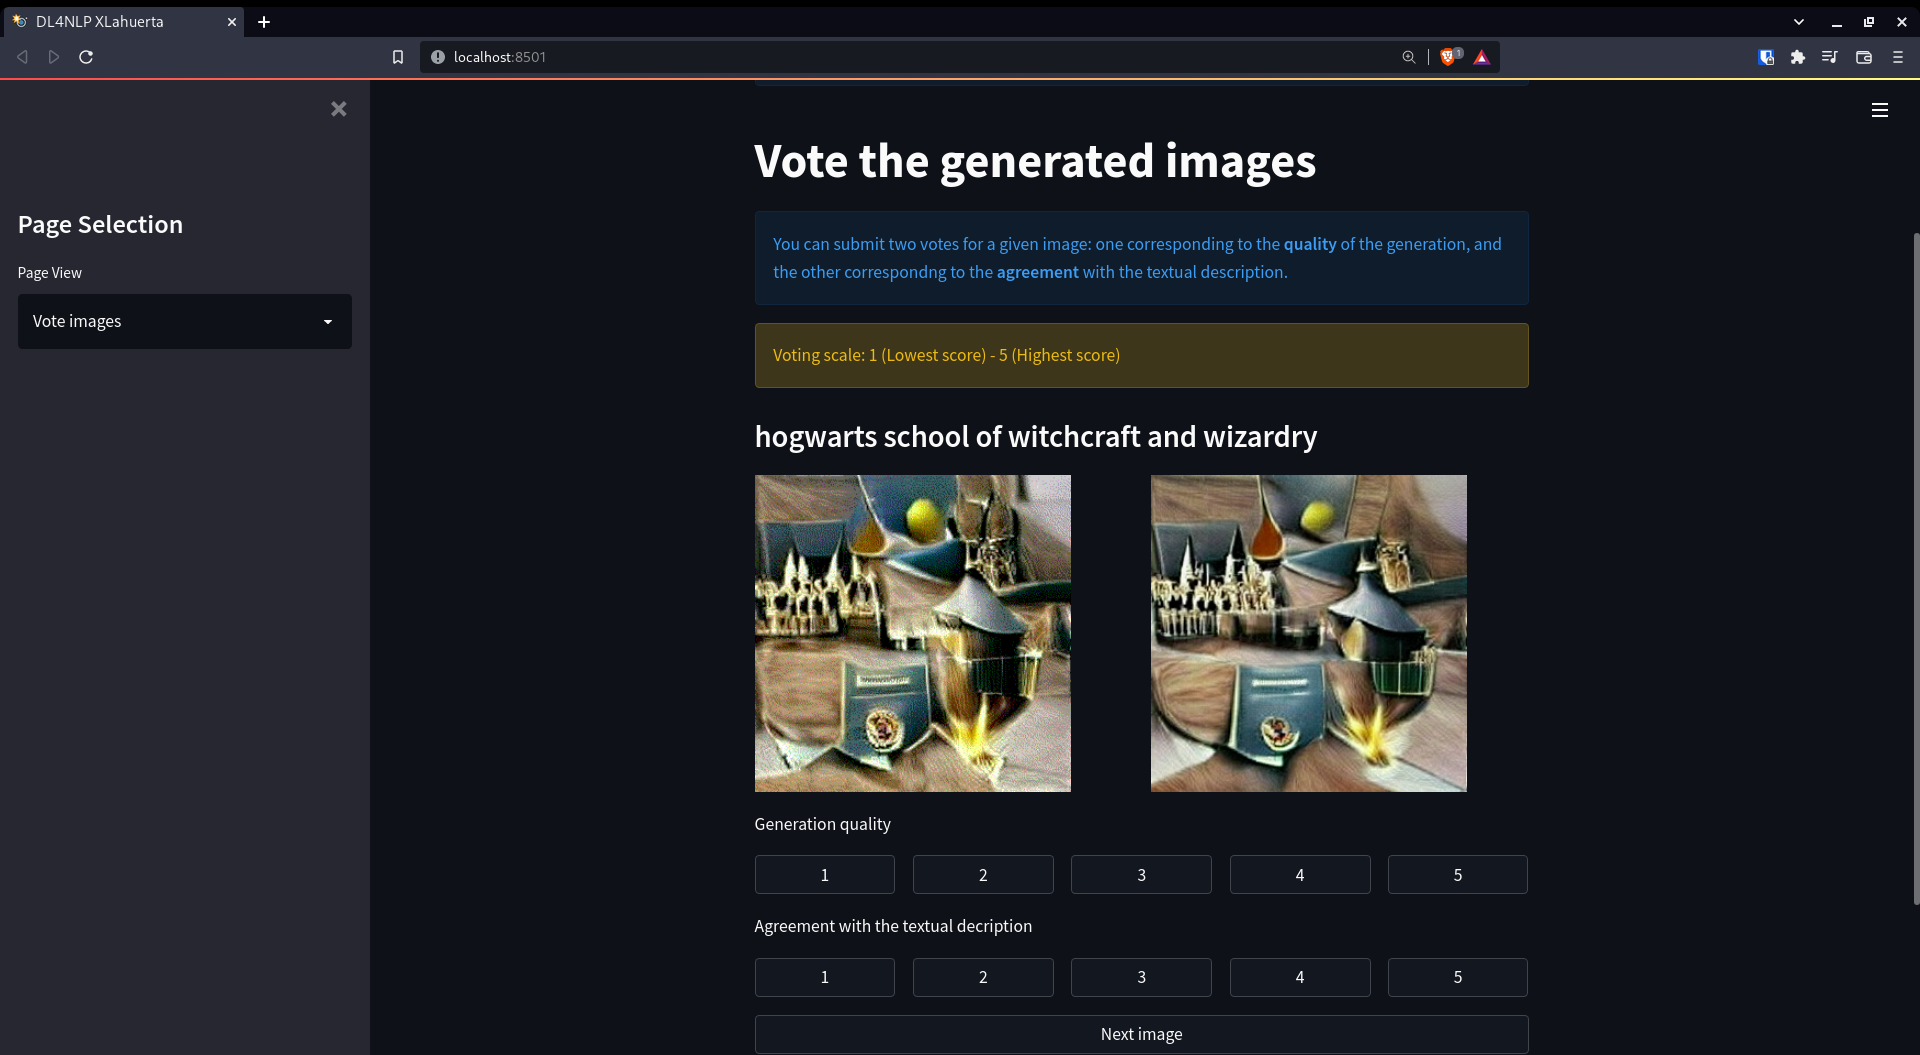 DL4NLP XLahuerta
localhost:8501
1
Page Selection
Page View
Vote images
Vote the generated images
You can submit two votes for a given image: one corresponding to the quality of the generation, and
the other correspondng to the agreement with the textual description.
Voting scale: 1 (Lowest score) - 5 (Highest score)
hogwarts school of witchcraft and wizardry
Generation quality
1 2 3 4 5
Agreement with the textual decription
1 2 3 4 5
Next image